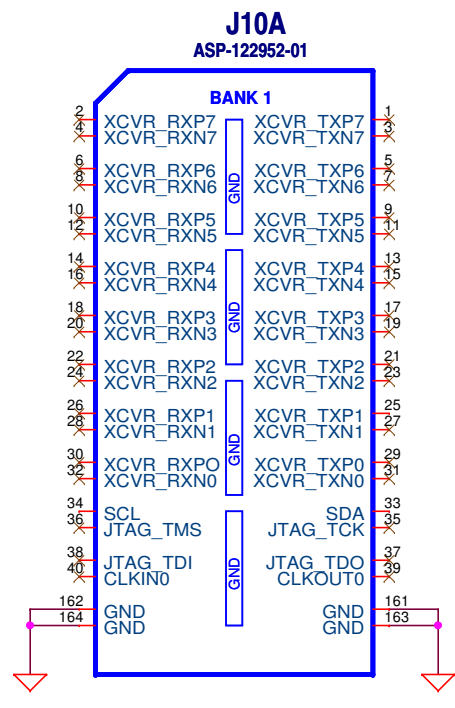 J10A
ASP-122952-01
BANK 1
2 XCVR_RXP7 XCVR_TXP7 1
4 XCVR_RXN7 XCVR_TXN7 3
6 XCVR_RXP6 XCVR_TXP6 5
8 XCVR_RXN6 XCVR_TXN6 7
GND
10 XCVR_RXP5 XCVR_TXP5 9
12 XCVR_RXN5 XCVR_TXN5 11
14 XCVR_RXP4 XCVR_TXP4 13
16 XCVR_RXN4 XCVR_TXN4 15
GND
18 XCVR_RXP3 XCVR_TXP3 17
20 XCVR_RXN3 XCVR_TXN3 19
22 XCVR_RXP2 XCVR_TXP2 21
24 XCVR_RXN2 XCVR_TXN2 23
26 XCVR_RXP1 XCVR_TXP1 25
28 XCVR_RXN1 XCVR_TXN1 27
GND
30 XCVR_RXPO XCVR_TXP0 29
32 XCVR_RXN0 XCVR_TXN0 31
34 SCL SDA 33
36 JTAG_TMS JTAG_TCK 35
38 JTAG_TDI JTAG_TDO 37
40 CLKIN0 CLKOUT0 39
GND
162 GND GND 161
164 GND GND 163